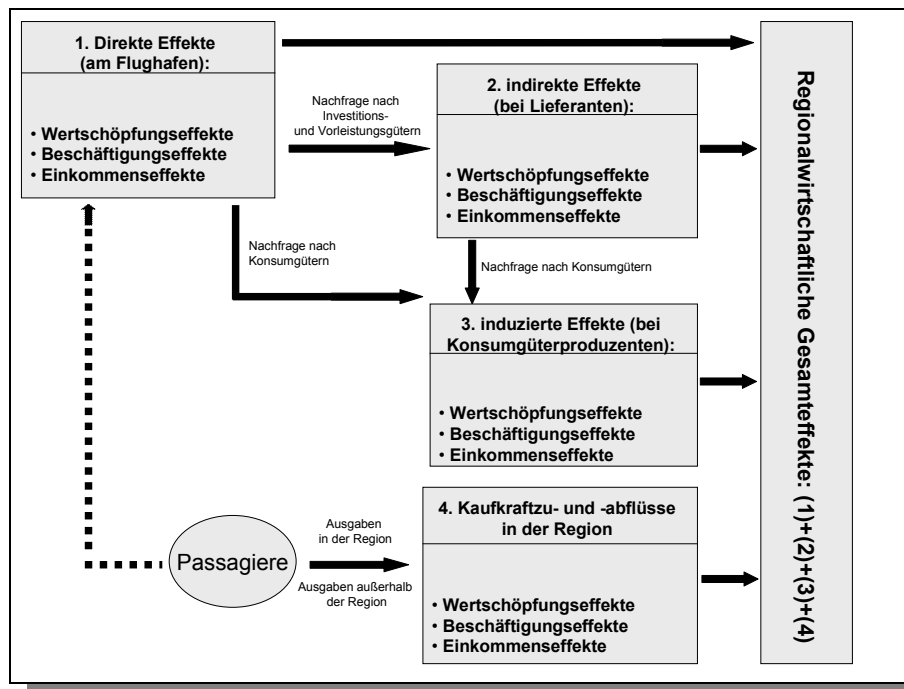 1. Direkte Effekte
(am Flughafen):
• Wertschöpfungseffekte
• Beschäftigungseffekte
• Einkommenseffekte
Nachfrage nach
Investitions-
und Vorleistungsgütern
2. indirekte Effekte
(bei Lieferanten):
• Wertschöpfungseffekte
• Beschäftigungseffekte
• Einkommenseffekte
Nachfrage nach
Konsumgütern
Nachfrage nach Konsumgütern
3. induzierte Effekte (bei
Konsumgüterproduzenten):
• Wertschöpfungseffekte
• Beschäftigungseffekte
• Einkommenseffekte
Passagiere
Ausgaben
in der Region
Ausgaben außerhalb
der Region
4. Kaufkraftzu- und -abflüsse
in der Region
• Wertschöpfungseffekte
• Beschäftigungseffekte
• Einkommenseffekte
Regionalwirtschaftliche Gesamteffekte: (1)+(2)+(3)+(4)